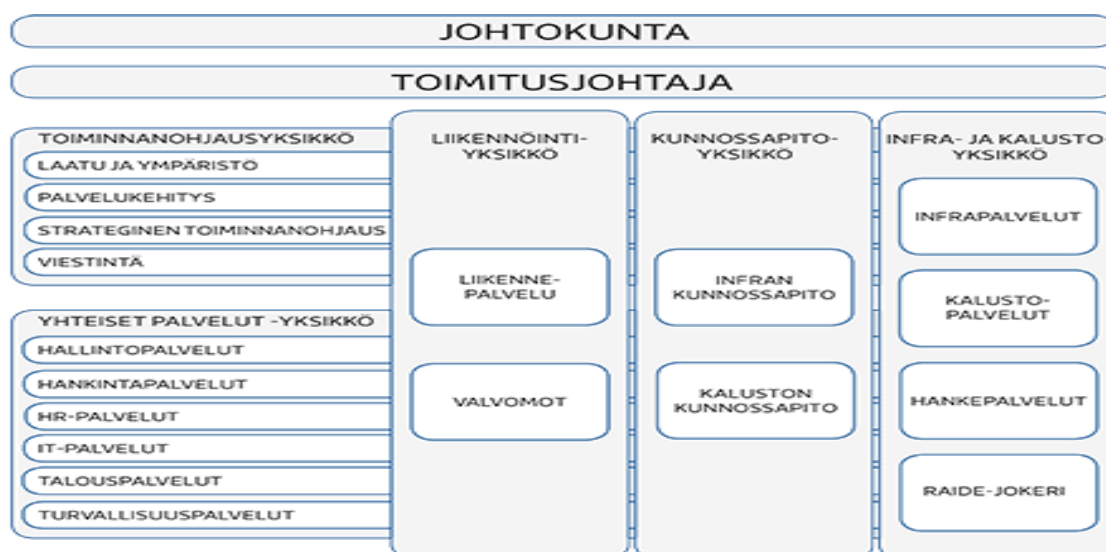 JOHTOKUNTA
TOIMITUSJOHTAJA
TOIMINNANOHJAUSYKSIKKÖ
LAATU JA YMPÄRISTÖ
PALVELUKEHITYS
STRATEGINEN TOIMINNANOHJAUS
VIESTINTÄ
YHTEISET PALVELUT -YKSIKKÖ
HALLINTOPALVELUT
HANKINTAPALVELUT
HR-PALVELUT
IT-PALVELUT
TALOUSPALVELUT
TURVALLISUUSPALVELUT
LIIKENNÖINTI-
YKSIKKÖ
LIIKENNE-
PALVELU
VALVOMOT
KUNNOSSAPITO-
YKSIKKÖ
INFRAN
KUNNOSSAPITO
KALUSTON
KUNNOSSAPITO
INFRA- JA KALUSTO-
YKSIKKÖ
INFRAPALVELUT
KALUSTO-
PALVELUT
HANKEPALVELUT
RAIDE-JOKERI